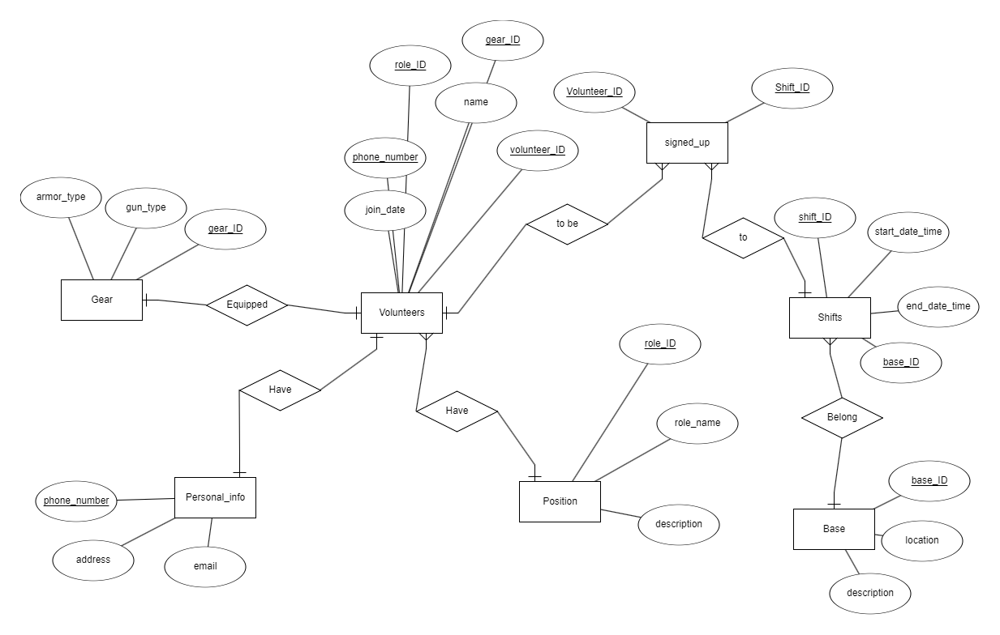 gear_ID
role_ID
name
Volunteer_ID
Shift_ID
signed_up
phone_number
volunteer_ID
armor_type
gun_type
join_date
gear_ID
to be
to
shift_ID
start_date_time
Gear
Equipped
Volunteers
Shifts
end_date_time
role_ID
base_ID
Have
Have
Belong
role_name
phone_number
Personal_info
Position
description
base_ID
Base
location
address
email
description